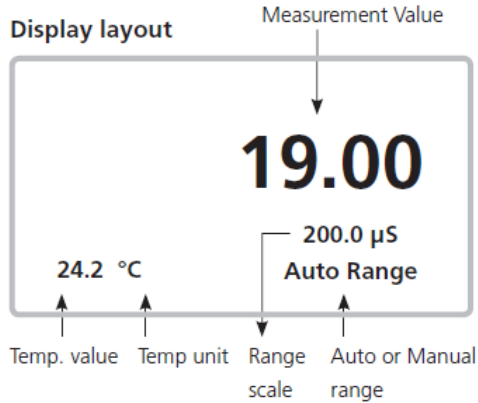 Measurement Value
Display layout
19.00
200.0 µS
24.2 °C
Auto Range
Temp. value Temp unit Range Auto or Manual
scale range